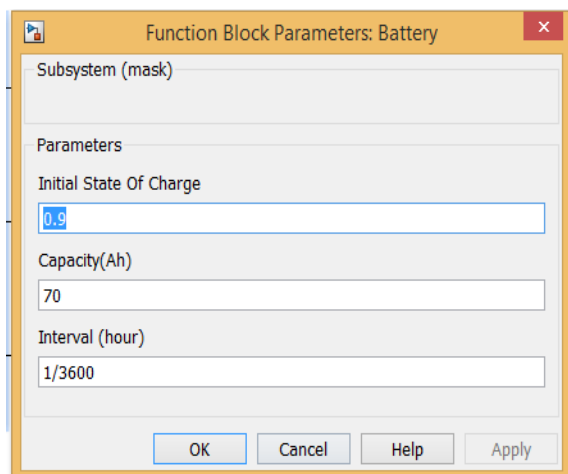 Function Block Parameters: Battery
Subsystem (mask)
Parameters
Initial State Of Charge
0.9
Capacity(Ah)
70
Interval (hour)
1/3600
OK Cancel Help Apply